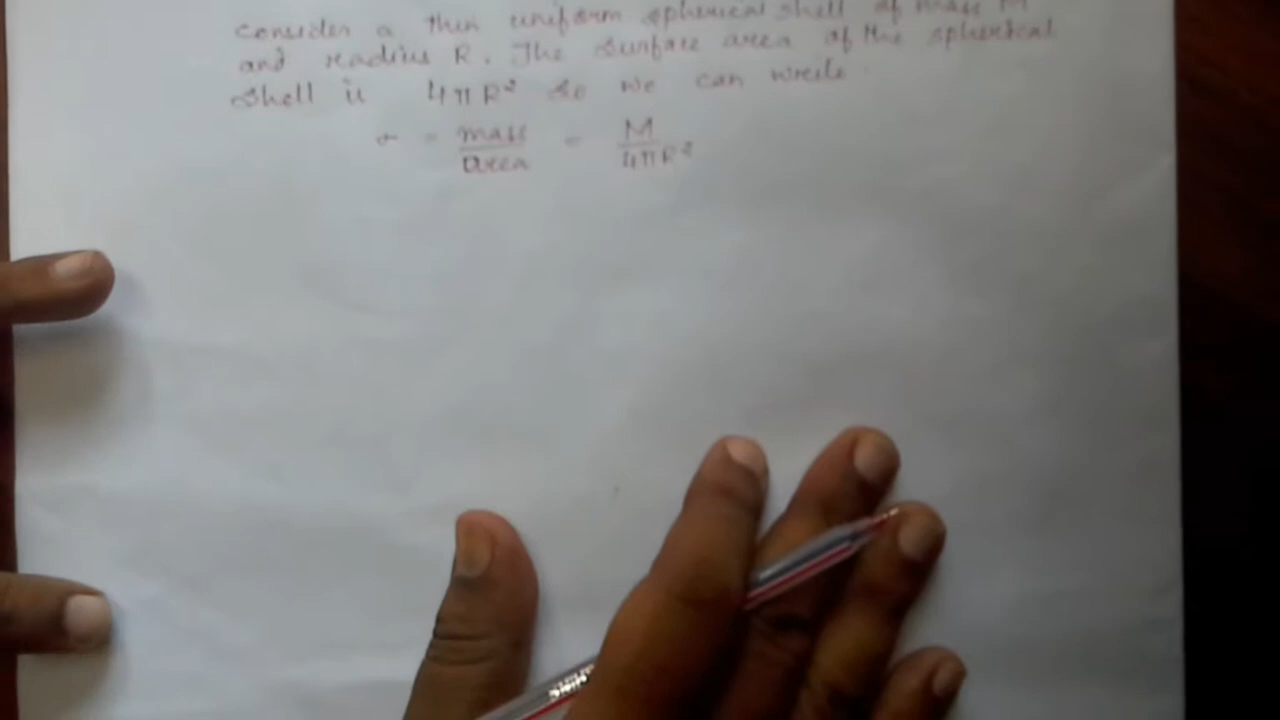 consider a thin uniform spherical shell of mass M
and radius R. The surface area of the spherical
shell is 4πR² so we can write
σ = mass/area = M/4πR²